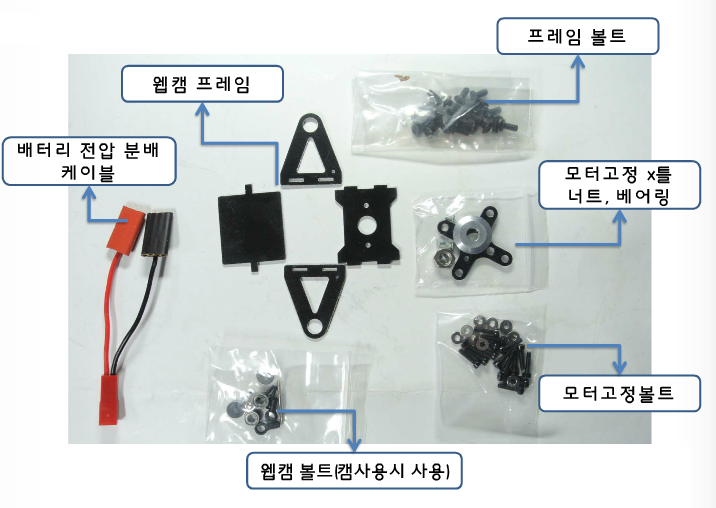 프레임 볼트
웹캠 프레임
배터리 전압 분배
케이블
모터고정 x틀
너트, 베어링
모터고정볼트
웹캠 볼트(캠사용시 사용)